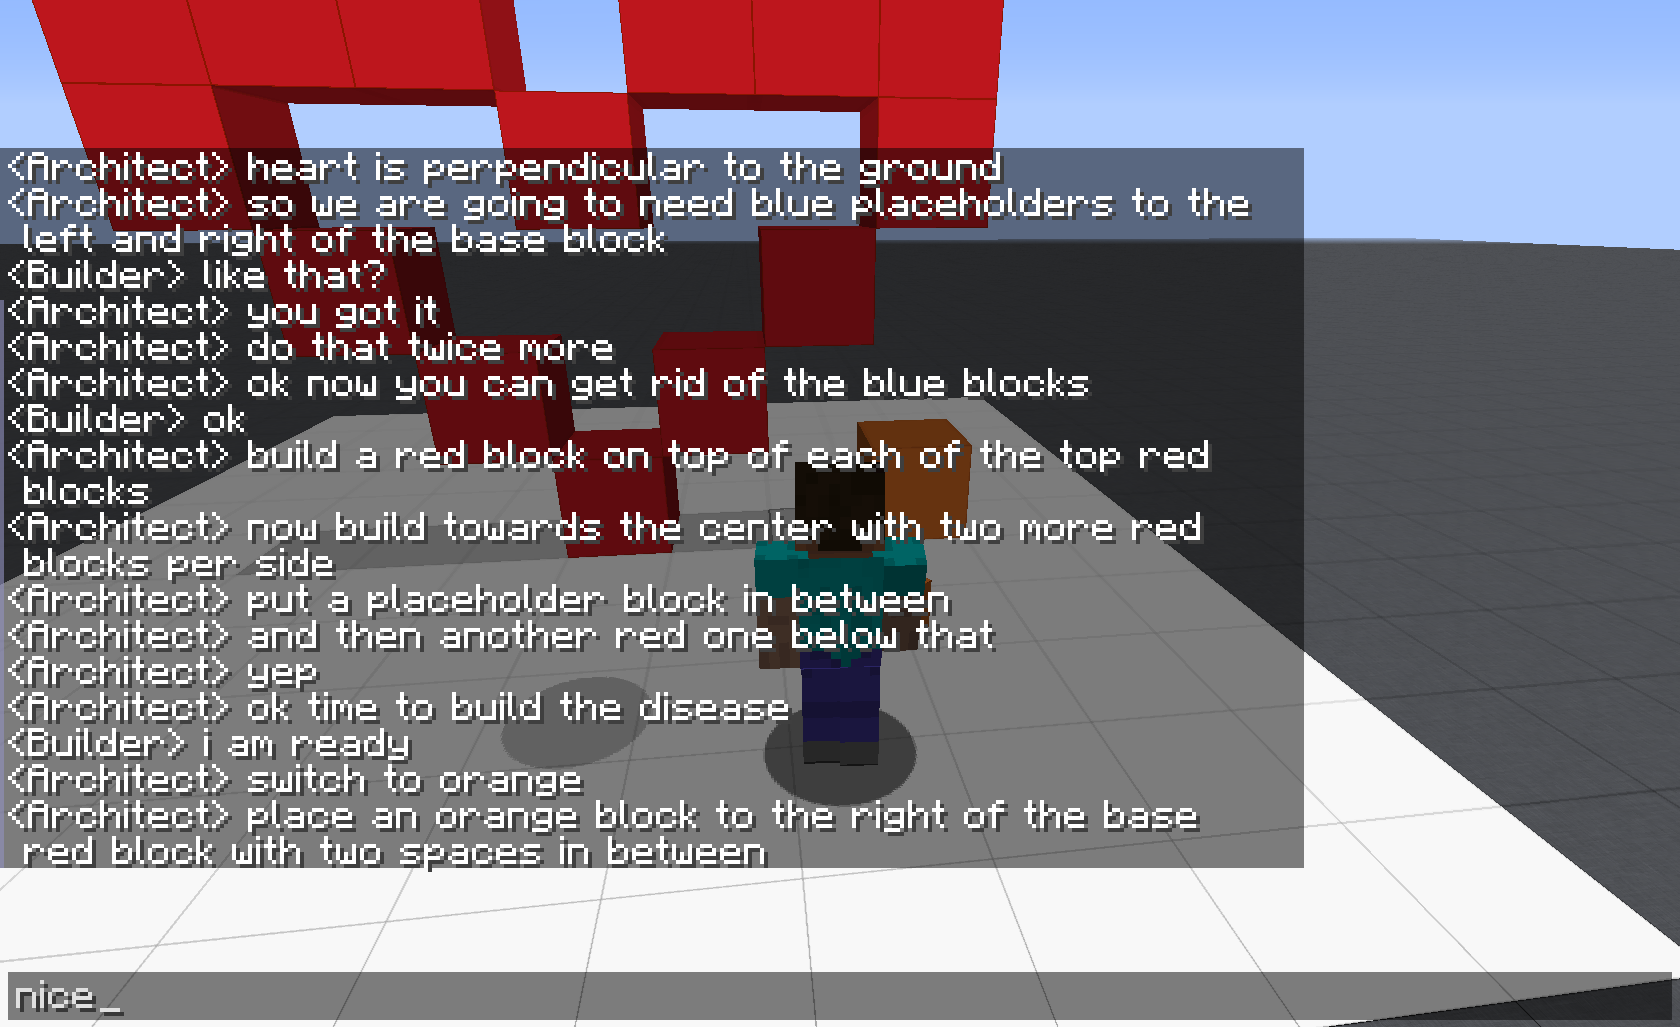 <Architect> heart is perpendicular to the ground
<Architect> so we are going to need blue placeholders to the
left and right of the base block
<Builder> like that?
<Architect> you got it
<Architect> do that twice more
<Architect> ok now you can get rid of the blue blocks
<Builder> ok
<Architect> build a red block on top of each of the top red
blocks
<Architect> now build towards the center with two more red
blocks per side
<Architect> put a placeholder block in between
<Architect> and then another red one below that
<Architect> yep
<Architect> ok time to build the disease
<Builder> i am ready
<Architect> switch to orange
<Architect> place an orange block to the right of the base
red block with two spaces in between
nice_